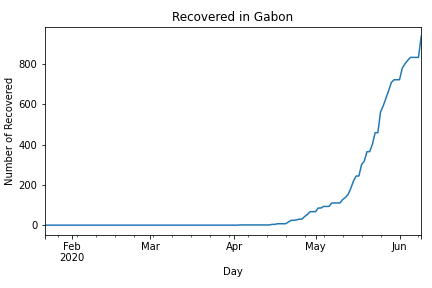 Recovered in Gabon
Number of Recovered
800
600
400
200
0
Feb
2020
Mar
Apr
May
Jun
Day